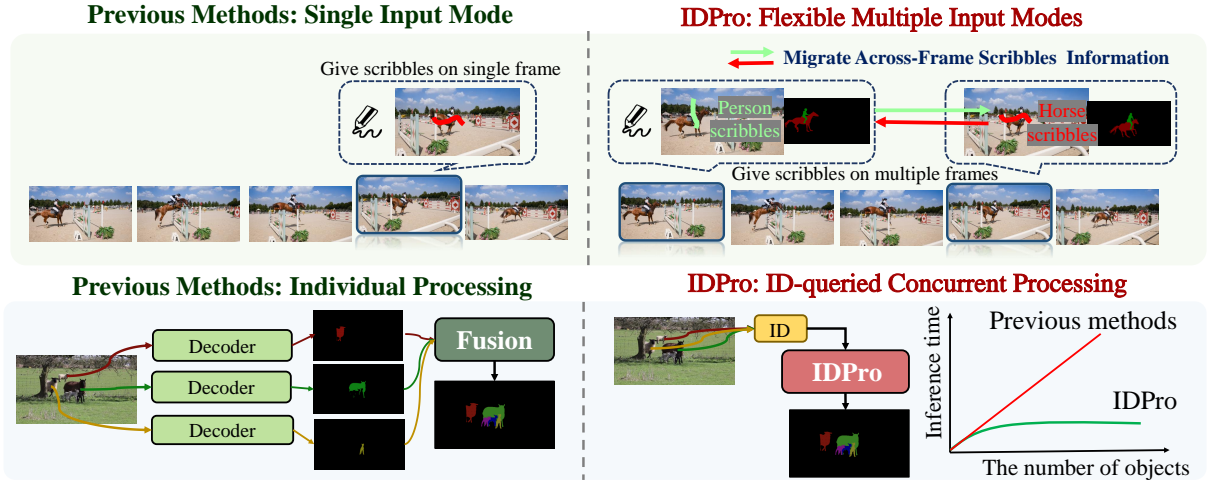 Previous Methods: Single Input Mode
Give scribbles on single frame
IDPro: Flexible Multiple Input Modes
Migrate Across-Frame Scribbles Information
Person
scribbles
Horse
scribbles
Give scribbles on multiple frames
Previous Methods: Individual Processing
Decoder
Decoder
Decoder
Fusion
IDPro: ID-queried Concurrent Processing
ID
IDPro
Inference time
Previous methods
IDPro
The number of objects